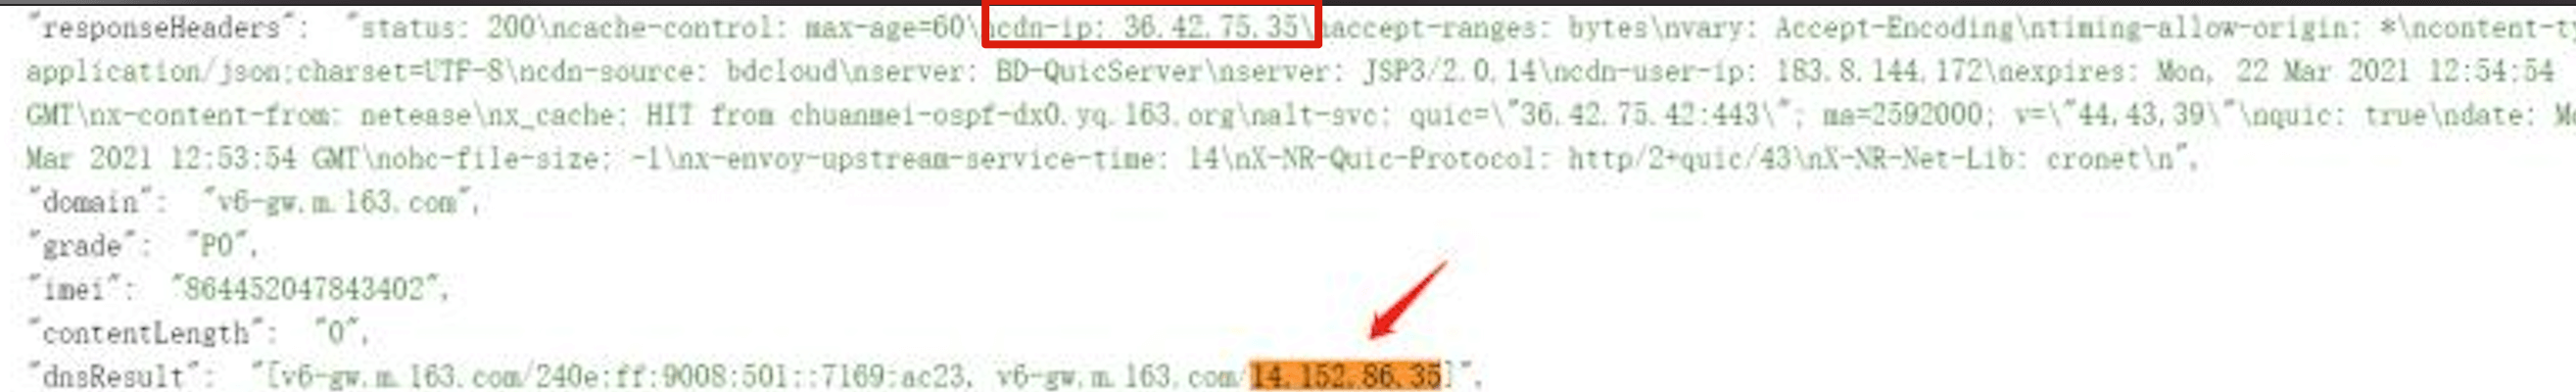 "responseHeaders": "status: 200\ncache-control: max-age=60\ncdn-ip: 36.42.75.35\naccept-ranges: bytes\nvary: Accept-Encoding\ntiming-allow-origin: *\ncontent-ty
application/json;charset=UTF-8\ncdn-source: bdcloud\nserver: BD-QuicServer\nserver: JSP3/2.0.14\ncdn-user-ip: 183.8.144.172\nexpires: Mon, 22 Mar 2021 12:54:54
GMT\nx-content-from: netease\nx_cache: HIT from chuanmei-ospf-dx0.yq.163.org\nalt-svc: quic=\"36.42.75.42:443\"; ma=2592000; v=\"44,43,39\"\nquic: true\ndate: Mo
Mar 2021 12:53:54 GMT\nohc-file-size: -1\nx-envoy-upstream-service-time: 14\nX-NR-Quic-Protocol: http/2+quic/43\nX-NR-Net-Lib: cronet\n",
"domain": "v6-gw.m.163.com",
"grade": "P0",
"imei": "864452047843402",
"contentLength": "0",
"dnsResult": "[v6-gw.m.163.com/240e:ff:9008:501::7169:ac23, v6-gw.m.163.com/14.152.86.35]",